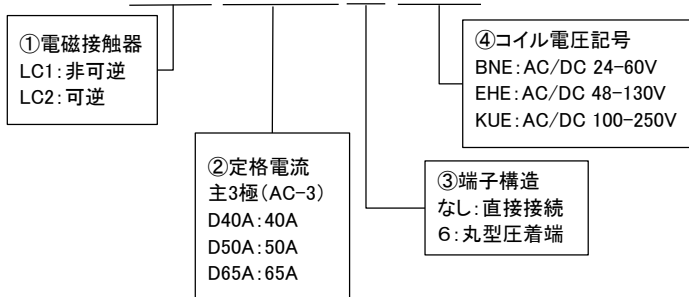 ①電磁接触器
LC1：非可逆
LC2：可逆
②定格電流
主3極（AC-3）
D40A：40A
D50A：50A
D65A：65A
③端子構造
なし：直接接続
6：丸型圧着端
④コイル電圧記号
BNE：AC/DC 24-60V
EHE：AC/DC 48-130V
KUE：AC/DC 100-250V